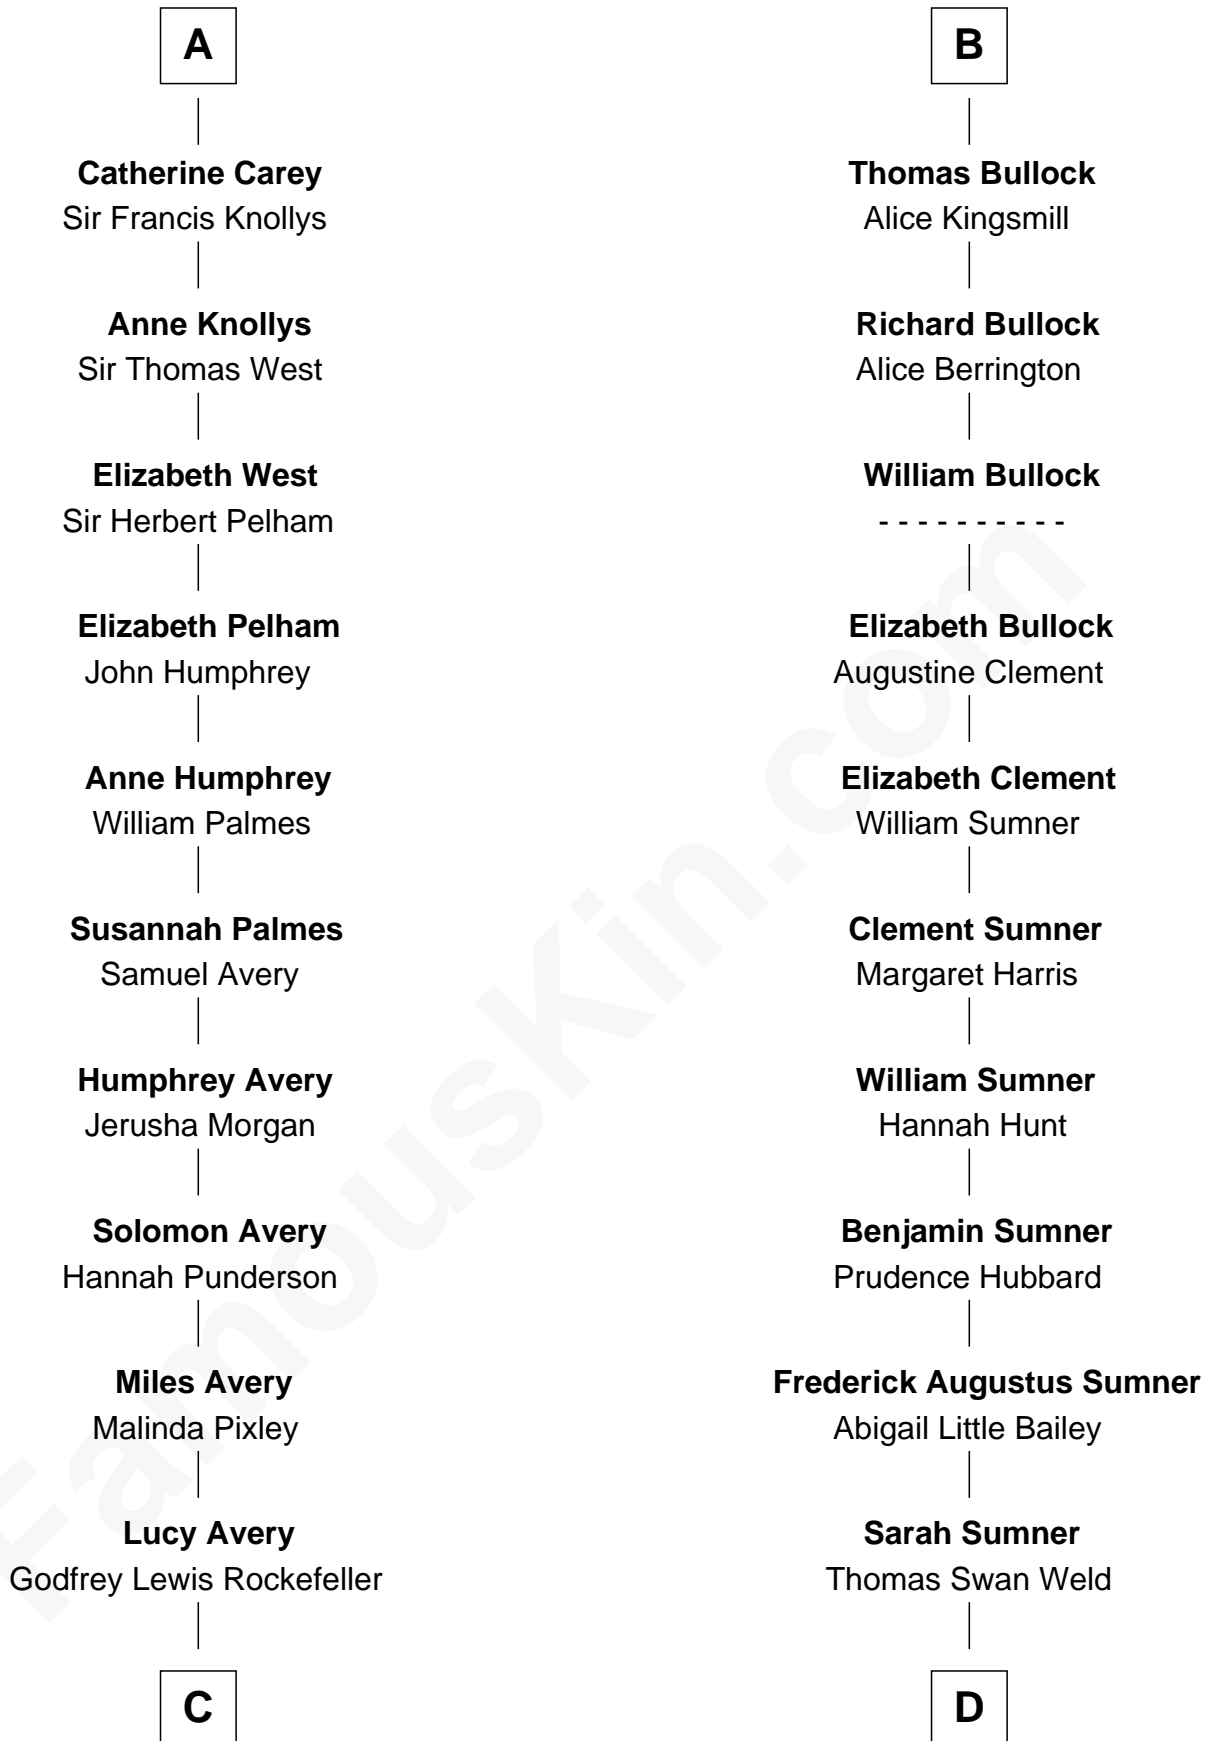 A
Catherine Carey
Sir Francis Knollys
Anne Knollys
Sir Thomas West
Elizabeth West
Sir Herbert Pelham
Elizabeth Pelham
John Humphrey
Anne Humphrey
William Palmes
Susannah Palmes
Samuel Avery
Humphrey Avery
Jerusha Morgan
Solomon Avery
Hannah Punderson
Miles Avery
Malinda Pixley
Lucy Avery
Godfrey Lewis Rockefeller
C
B
Thomas Bullock
Alice Kingsmill
Richard Bullock
Alice Berrington
William Bullock
- - - - - - - - - -
Elizabeth Bullock
Augustine Clement
Elizabeth Clement
William Sumner
Clement Sumner
Margaret Harris
William Sumner
Hannah Hunt
Benjamin Sumner
Prudence Hubbard
Frederick Augustus Sumner
Abigail Little Bailey
Sarah Sumner
Thomas Swan Weld
D
FamousKin.com